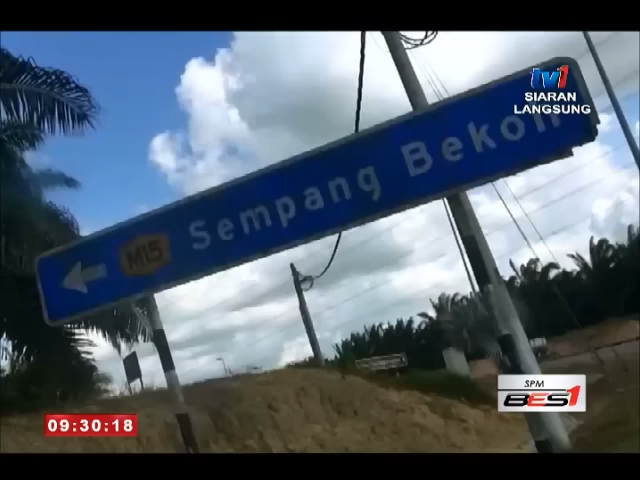 tv1
SIARAN
LANGSUNG
M15 Sempang Bekoh
SPM
BES1
09:30:18